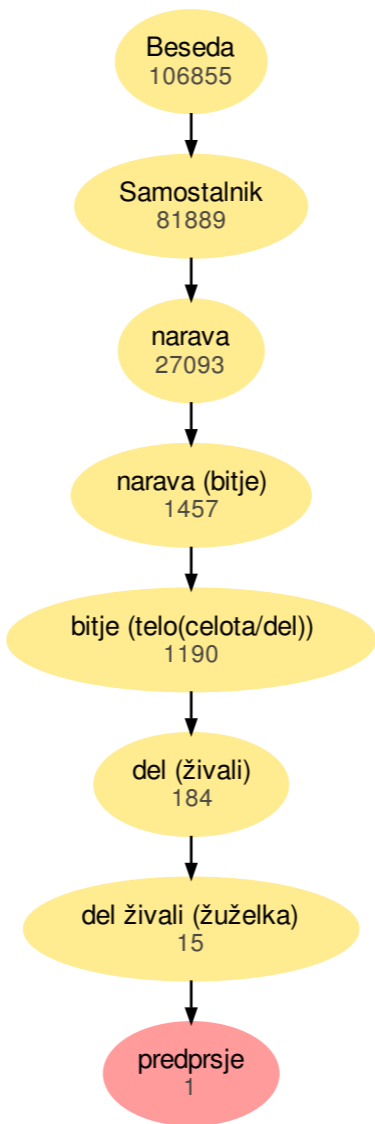 Beseda
106855
Samostalnik
81889
narava
27093
narava (bitje)
1457
bitje (telo(celota/del))
1190
del (živali)
184
del živali (žuželka)
15
predprsje
1